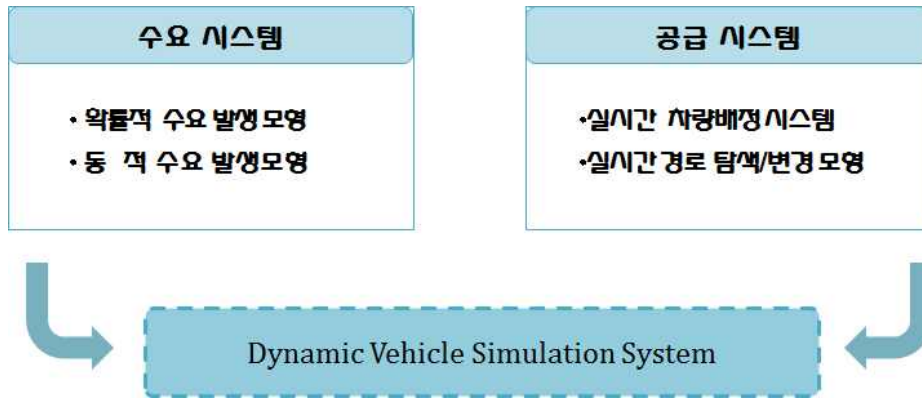 수요 시스템
· 확률적 수요 발생 모형
· 동 적 수요 발생모형
공급 시스템
·실시간 차량배정 시스템
·실시간 경로 탐색/변경 모형
Dynamic Vehicle Simulation System